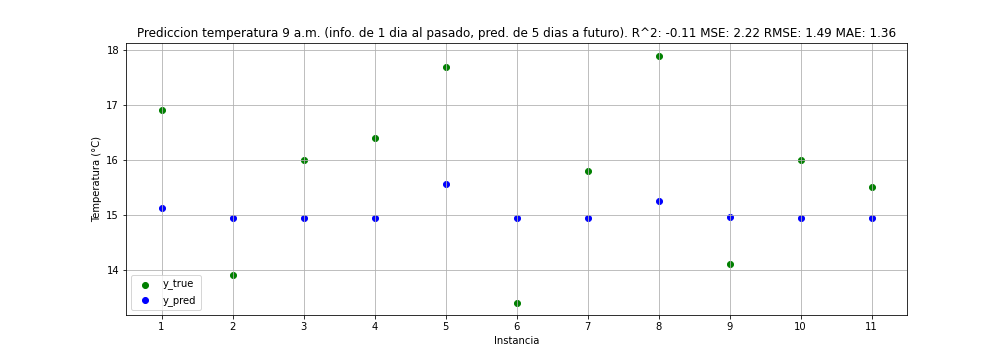 Prediccion temperatura 9 a.m. (info. de 1 dia al pasado, pred. de 5 dias a futuro). R^2: -0.11 MSE: 2.22 RMSE: 1.49 MAE: 1.36
18
17
16
15
14
Temperatura (°C)
y_true
y_pred
1 2 3 4 5 6 7 8 9 10 11
Instancia